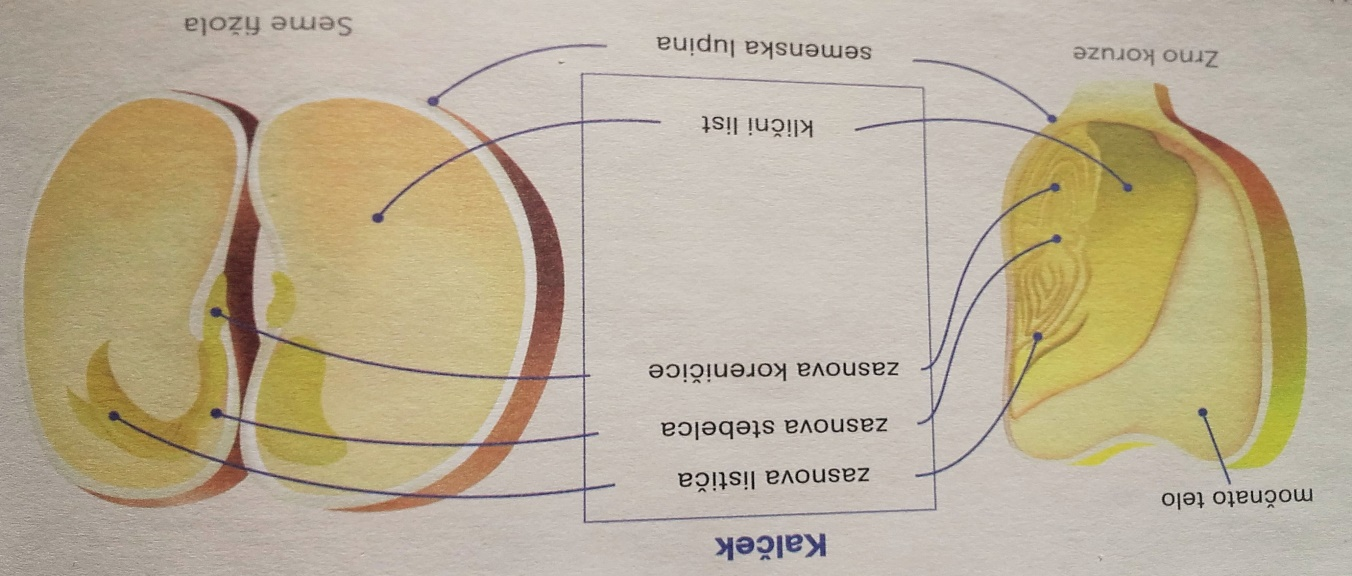 Kalček
močnato telo
zasnova lističa
zasnova stebelca
zasnova koreničice
klični list
semenska lupina
Zrno koruze
Seme fižola